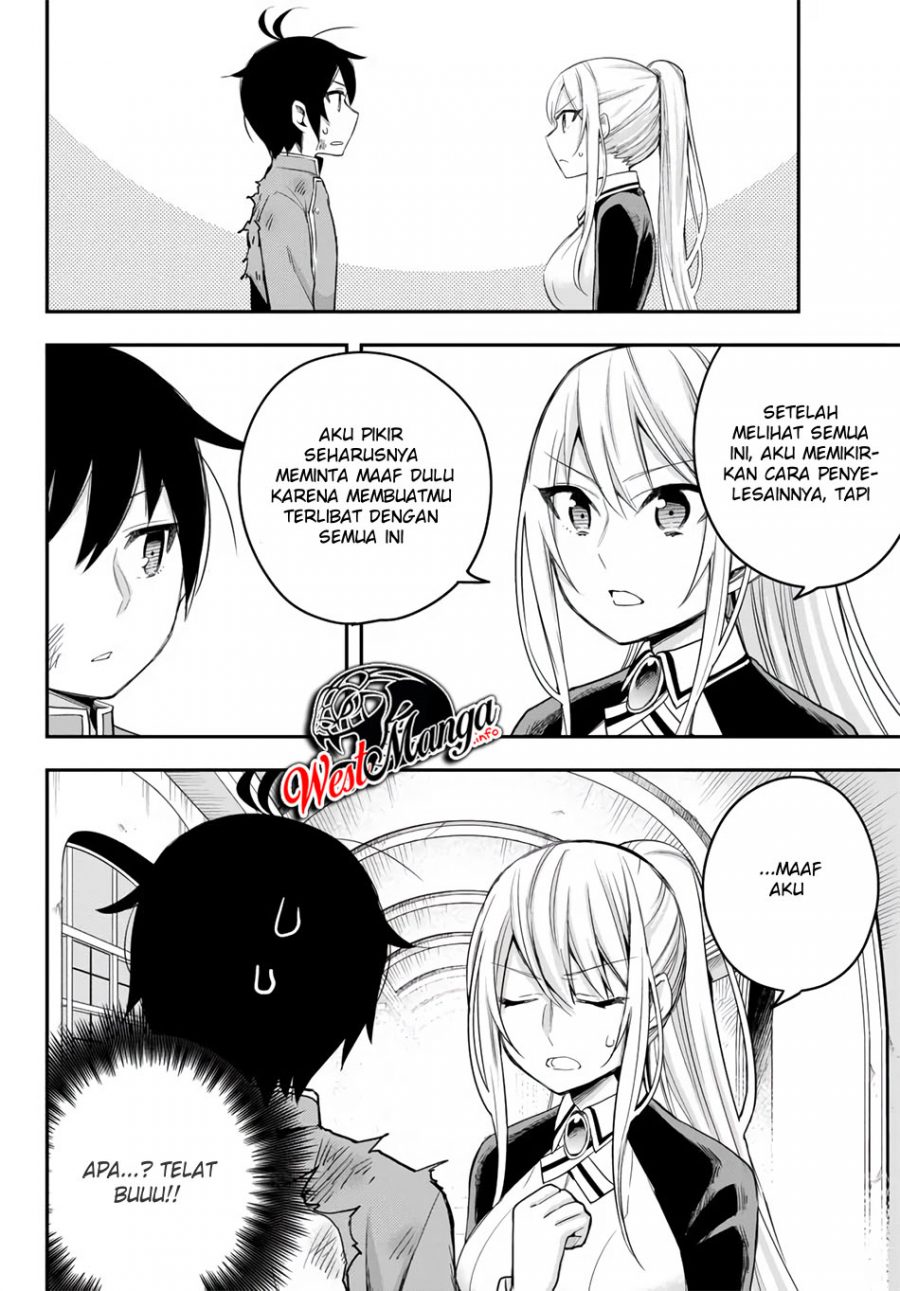 SETELAH
MELIHAT SEMUA
INI, AKU MEMIKIR-
KAN CARA PENYE-
LESAINNYA, TAPI
AKU PIKIR
SEHARUSNYA
MEMINTA MAAF DULU
KARENA MEMBUATMU
TERLIBAT DENGAN
SEMUA INI
WestManga
.info
...MAAF
AKU
APA...? TELAT
BUUU!!